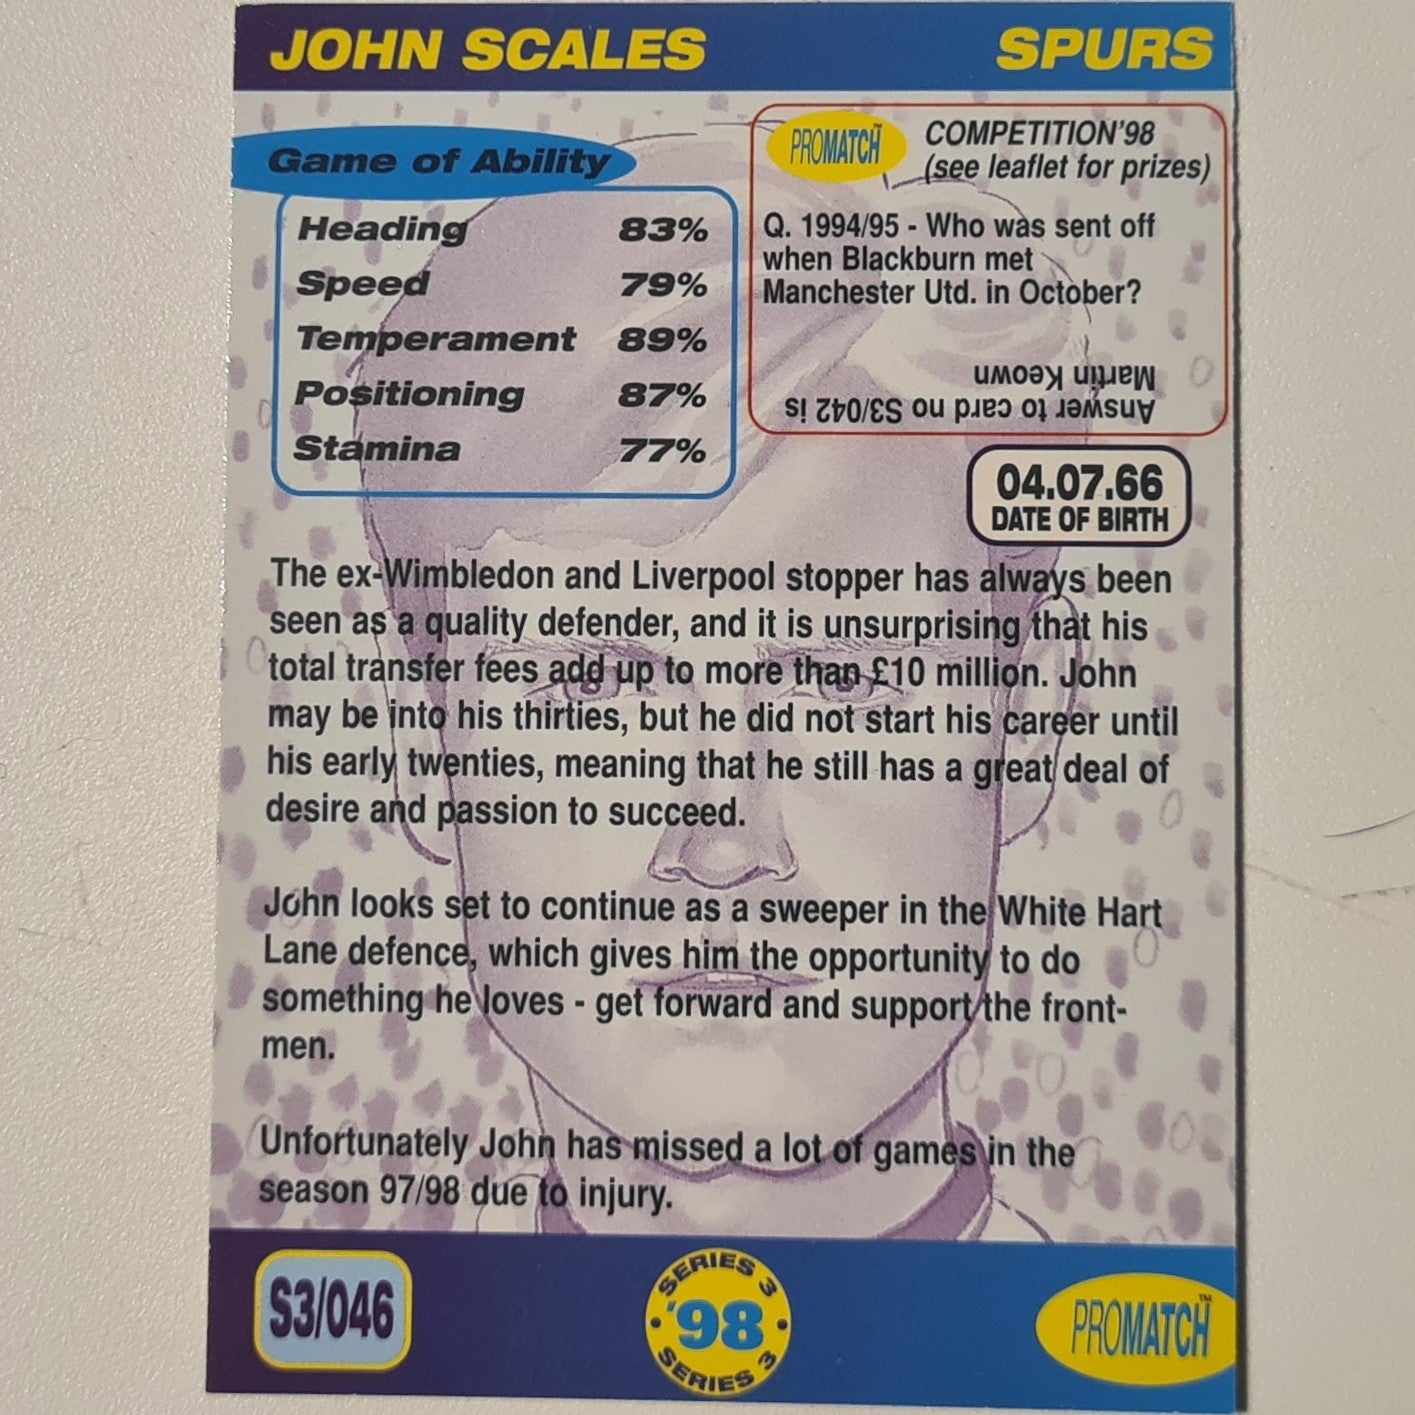 JOHN SCALES SPURS
Game of Ability
Heading 83%
Speed 79%
Temperament 89%
Positioning 87%
Stamina 77%
PROMATCH™
COMPETITION'98
(see leaflet for prizes)
Q. 1994/95 - Who was sent off
when Blackburn met
Manchester Utd. in October?
Answer to card no S3/042 is
Martin Keown
04.07.66
DATE OF BIRTH
The ex-Wimbledon and Liverpool stopper has always been
seen as a quality defender, and it is unsurprising that his
total transfer fees add up to more than £10 million. John
may be into his thirties, but he did not start his career until
his early twenties, meaning that he still has a great deal of
desire and passion to succeed.
John looks set to continue as a sweeper in the White Hart
Lane defence, which gives him the opportunity to do
something he loves - get forward and support the front-
men.
Unfortunately John has missed a lot of games in the
season 97/98 due to injury.
S3/046
SERIES 3
'98
SERIES 3
PROMATCH™